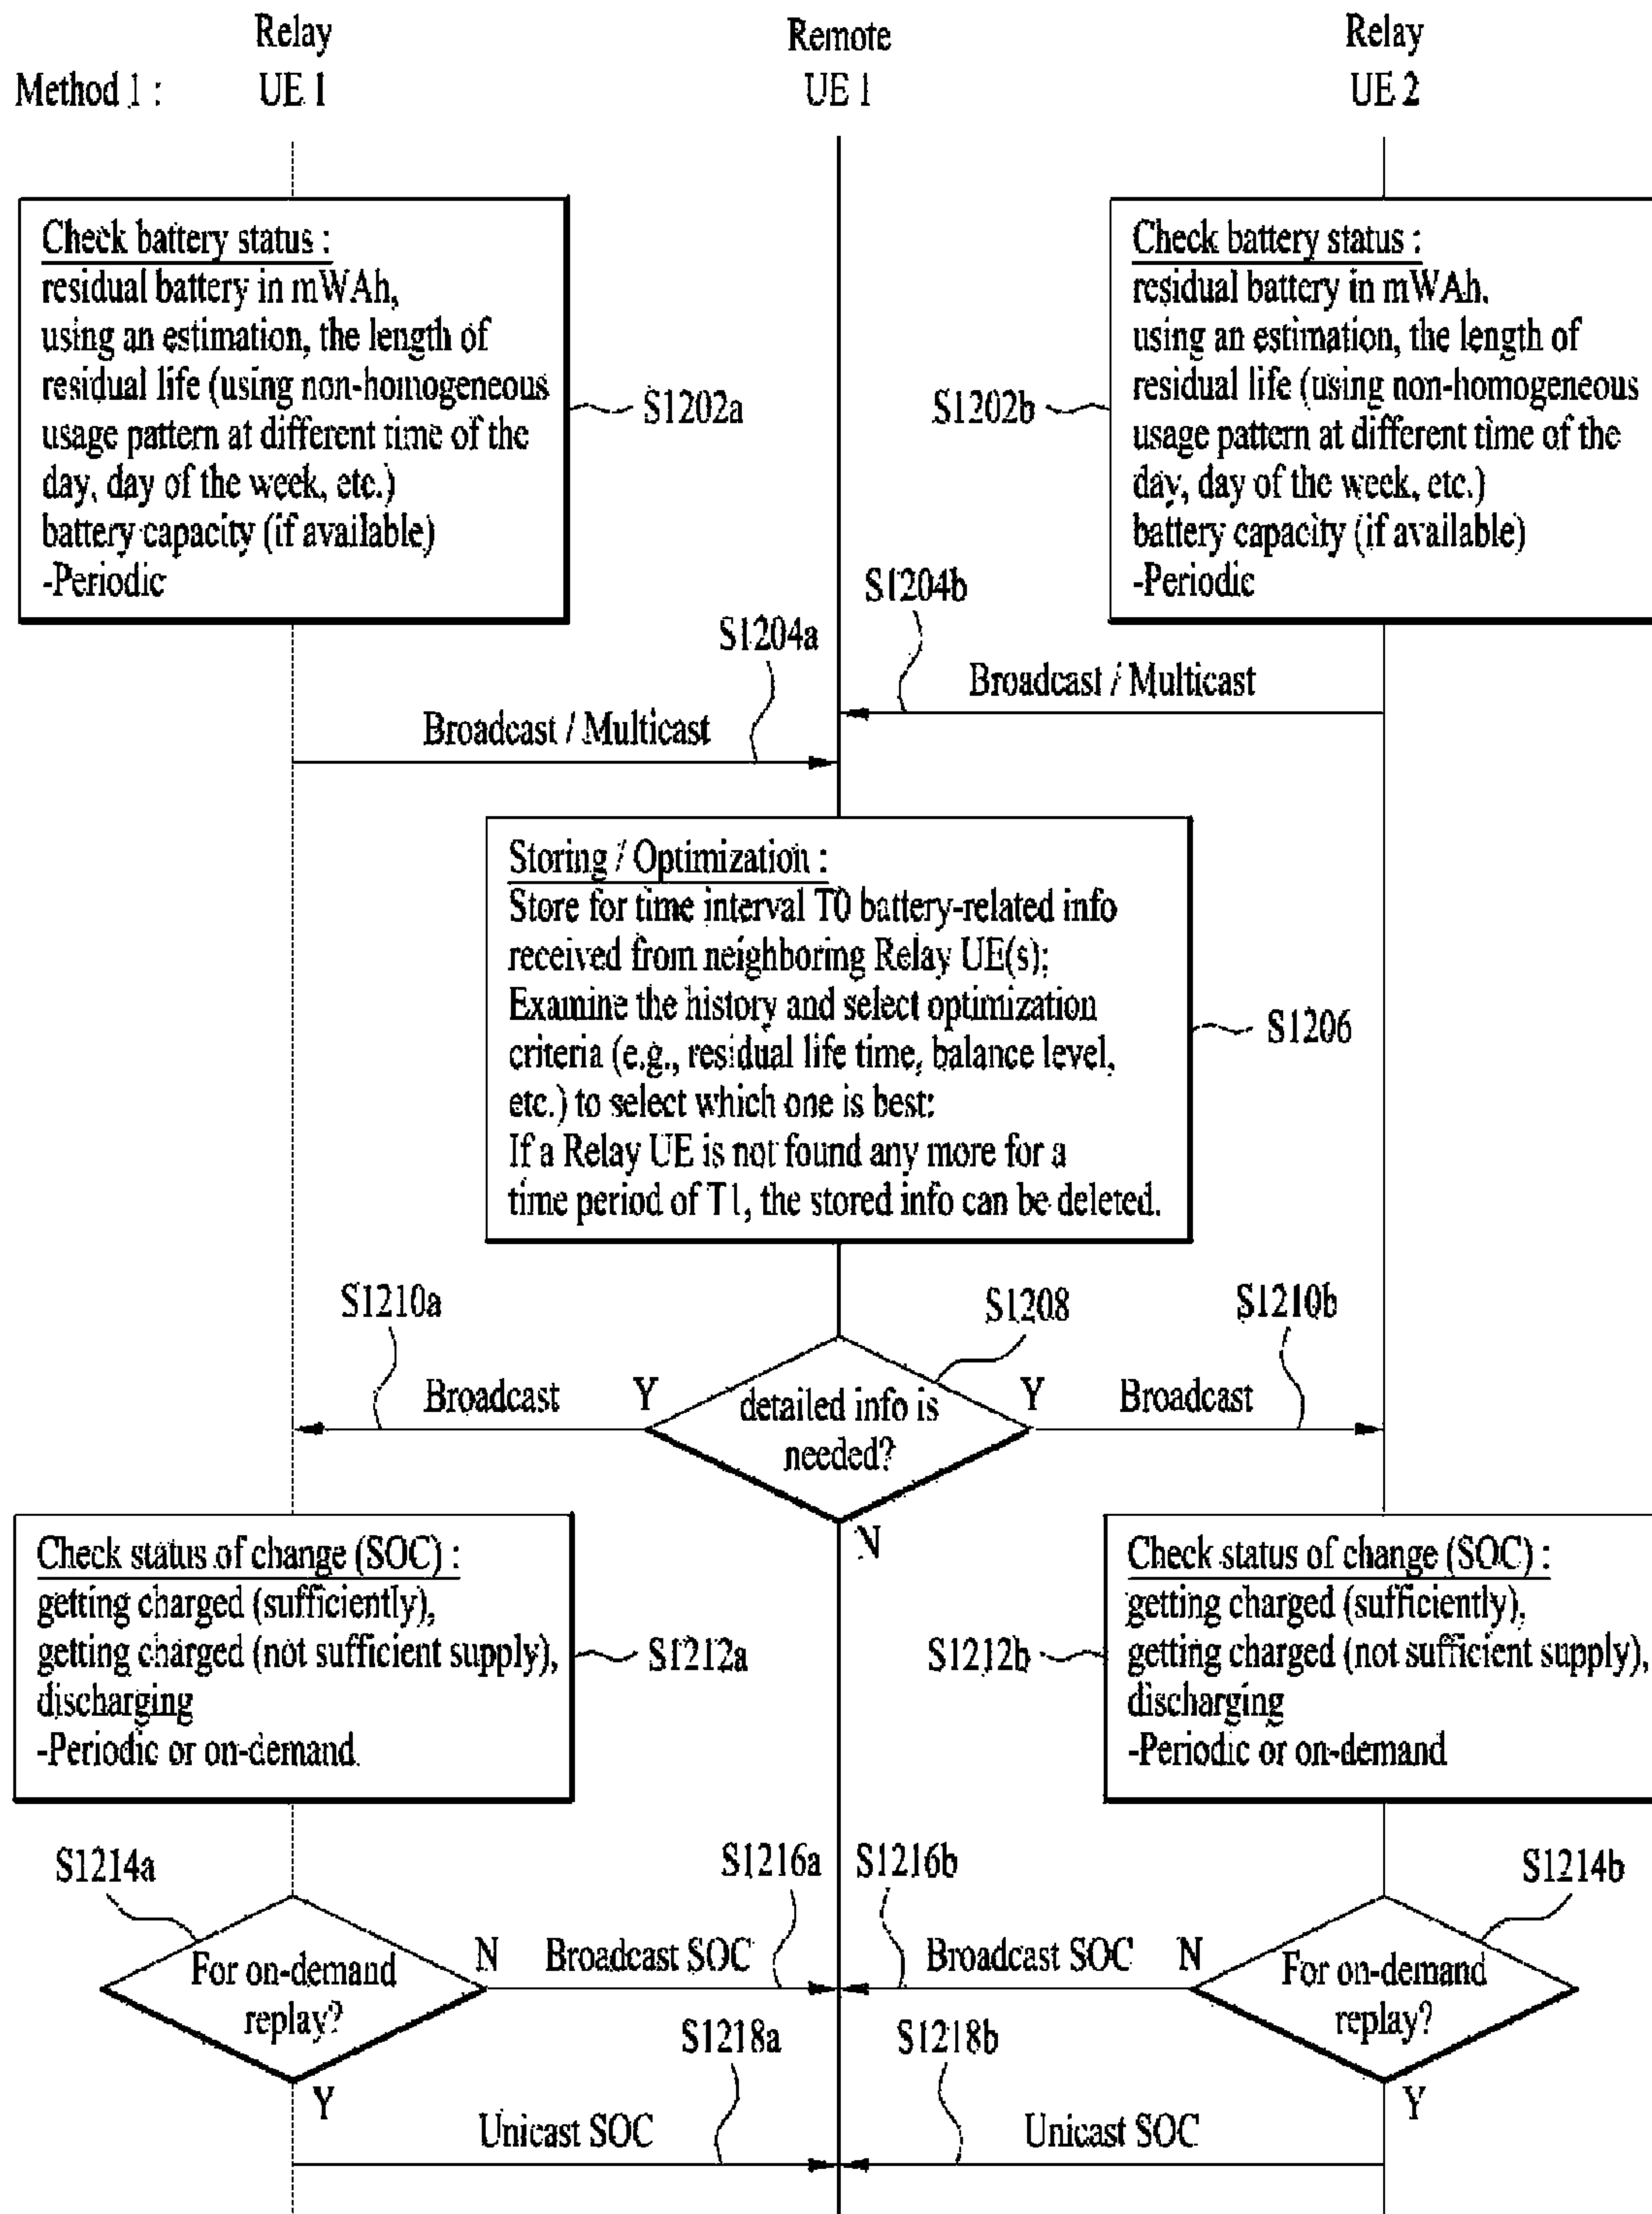 Relay
UE 1
Remote
UE 1
Relay
UE 2
Method 1 :
Check battery status :
residual battery in mWAh,
using an estimation, the length of
residual life (using non-homogeneous
usage pattern at different time of the
day, day of the week, etc.)
battery capacity (if available)
-Periodic
S1202a
S1202b
Check battery status :
residual battery in mWAh,
using an estimation, the length of
residual life (using non-homogeneous
usage pattern at different time of the
day, day of the week, etc.)
battery capacity (if available)
-Periodic
S1204b
S1204a
Broadcast / Multicast
Broadcast / Multicast
Storing / Optimization :
Store for time interval T0 battery-related info
received from neighboring Relay UE(s);
Examine the history and select optimization
criteria (e.g., residual life time, balance level,
etc.) to select which one is best:
If a Relay UE is not found any more for a
time period of T1, the stored info can be deleted.
S1206
S1210a
S1208
S1210b
Broadcast
Y
detailed info is
needed?
Y
Broadcast
N
Check status of change (SOC) :
getting charged (sufficiently),
getting charged (not sufficient supply),
discharging
-Periodic or on-demand
S1212a
S1212b
Check status of change (SOC) :
getting charged (sufficiently),
getting charged (not sufficient supply),
discharging
-Periodic or on-demand
S1214a
S1216a
S1216b
S1214b
For on-demand
replay?
N
Broadcast SOC
Broadcast SOC
N
For on-demand
replay?
S1218a
S1218b
Y
Unicast SOC
Unicast SOC
Y